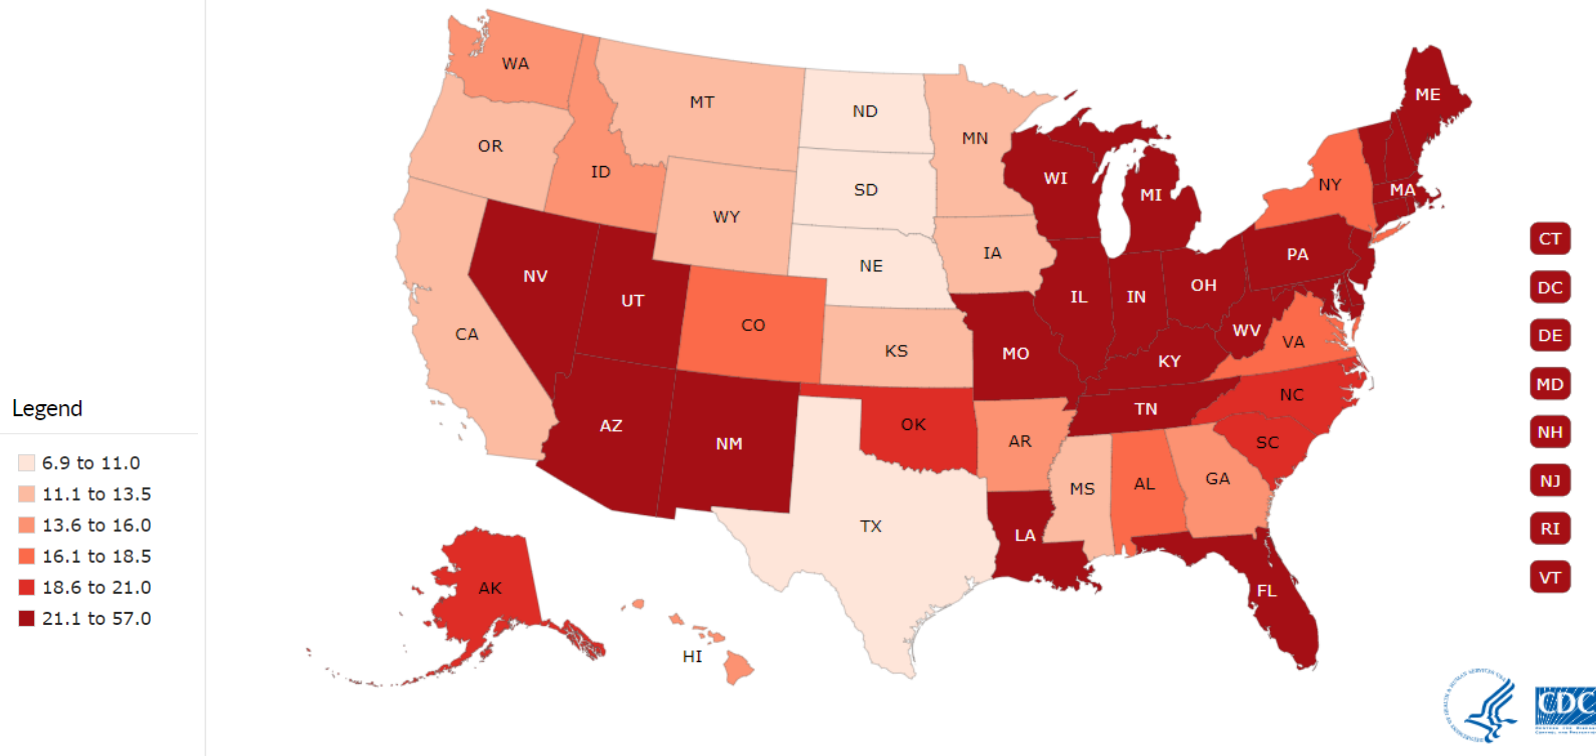 WA
MT
ND
MN
ME
OR
ID
SD
WI
MI
NY
MA
WY
NE
IA
PA
CT
NV
UT
CO
KS
IL
IN
OH
DC
CA
MO
KY
WV
VA
DE
AZ
NM
OK
AR
TN
NC
MD
SC
MS
AL
GA
NH
TX
LA
NJ
AK
FL
RI
HI
VT
Legend
6.9 to 11.0
11.1 to 13.5
13.6 to 16.0
16.1 to 18.5
18.6 to 21.0
21.1 to 57.0
CDC